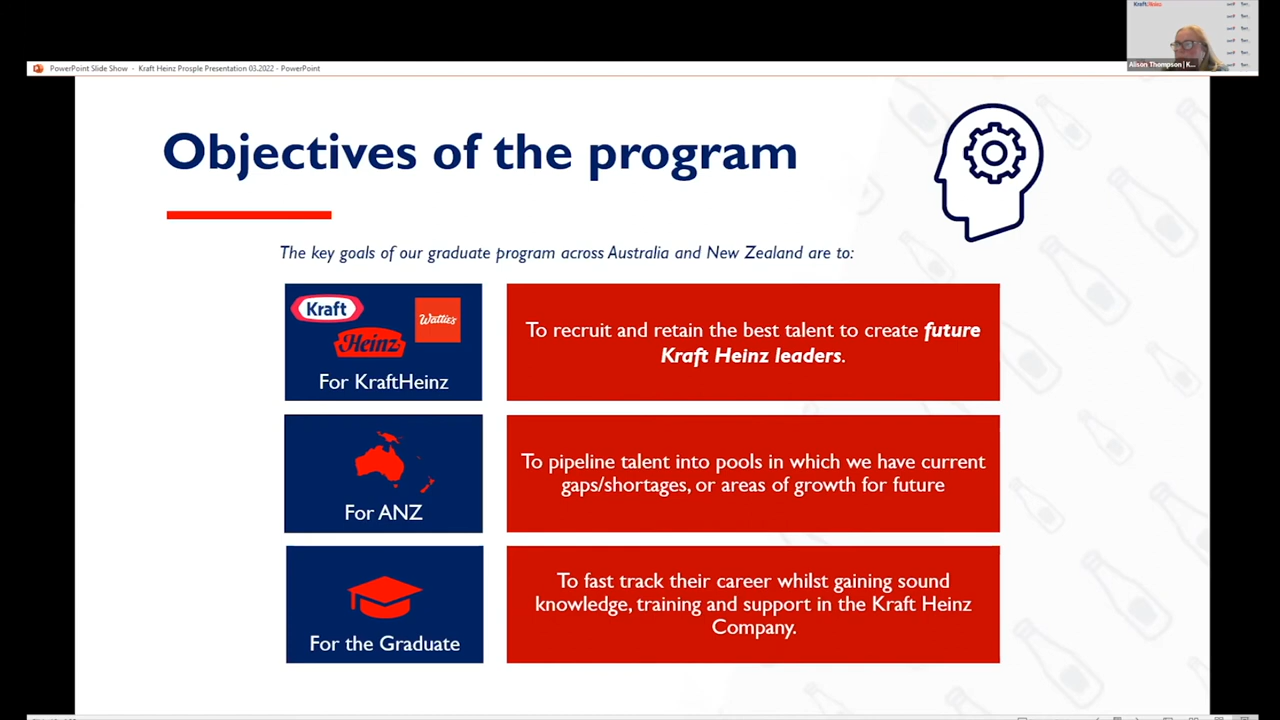 KraftHeinz
Alison Thompson | K...
PowerPoint Slide Show - Kraft Heinz Prosple Presentation 03.2022 - PowerPoint
Objectives of the program
The key goals of our graduate program across Australia and New Zealand are to:
Kraft
Wattie's
Heinz
For KraftHeinz
To recruit and retain the best talent to create future
Kraft Heinz leaders.
To pipeline talent into pools in which we have current
gaps/shortages, or areas of growth for future
For ANZ
To fast track their career whilst gaining sound
knowledge, training and support in the Kraft Heinz
Company.
For the Graduate